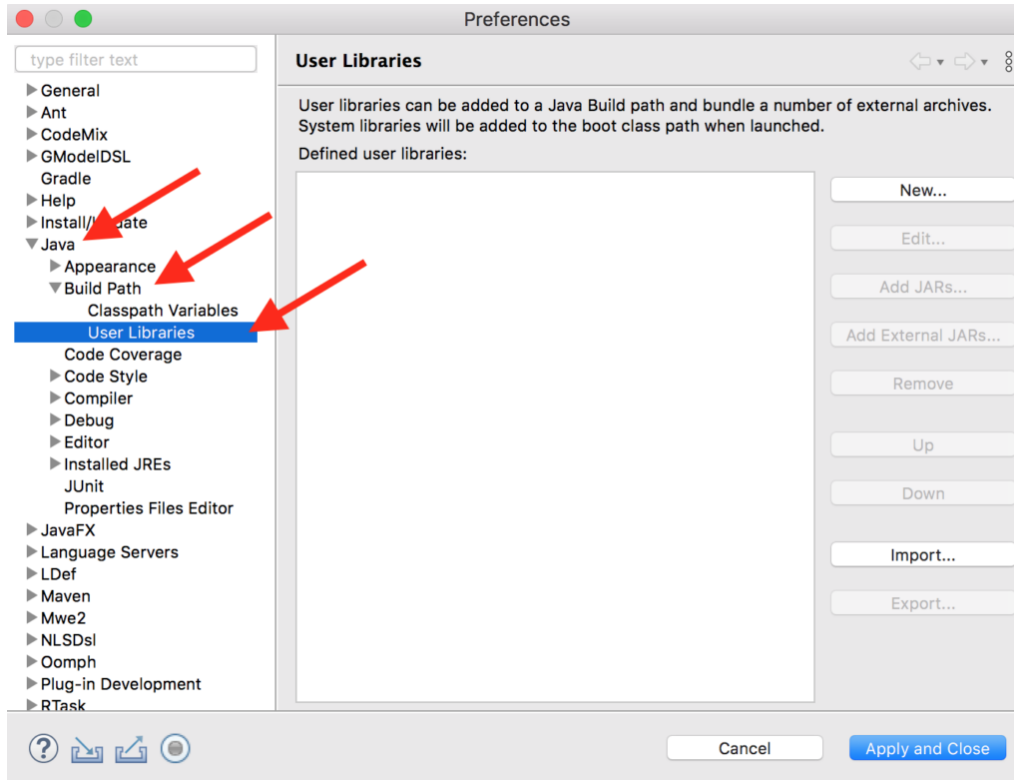 Preferences
type filter text
General
Ant
CodeMix
GModelDSL
Gradle
Help
Install/Update
Java
Appearance
Build Path
Classpath Variables
User Libraries
Code Coverage
Code Style
Compiler
Debug
Editor
Installed JREs
JUnit
Properties Files Editor
JavaFX
Language Servers
LDef
Maven
Mwe2
NLSDsl
Oomph
Plug-in Development
RTask
User Libraries
User libraries can be added to a Java Build path and bundle a number of external archives.
System libraries will be added to the boot class path when launched.
Defined user libraries:
New...
Edit...
Add JARs...
Add External JARs...
Remove
Up
Down
Import...
Export...
?
Cancel
Apply and Close